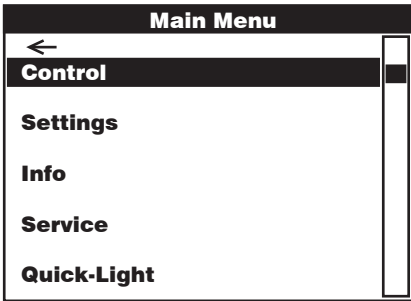 Main Menu
←
Control
Settings
Info
Service
Quick-Light